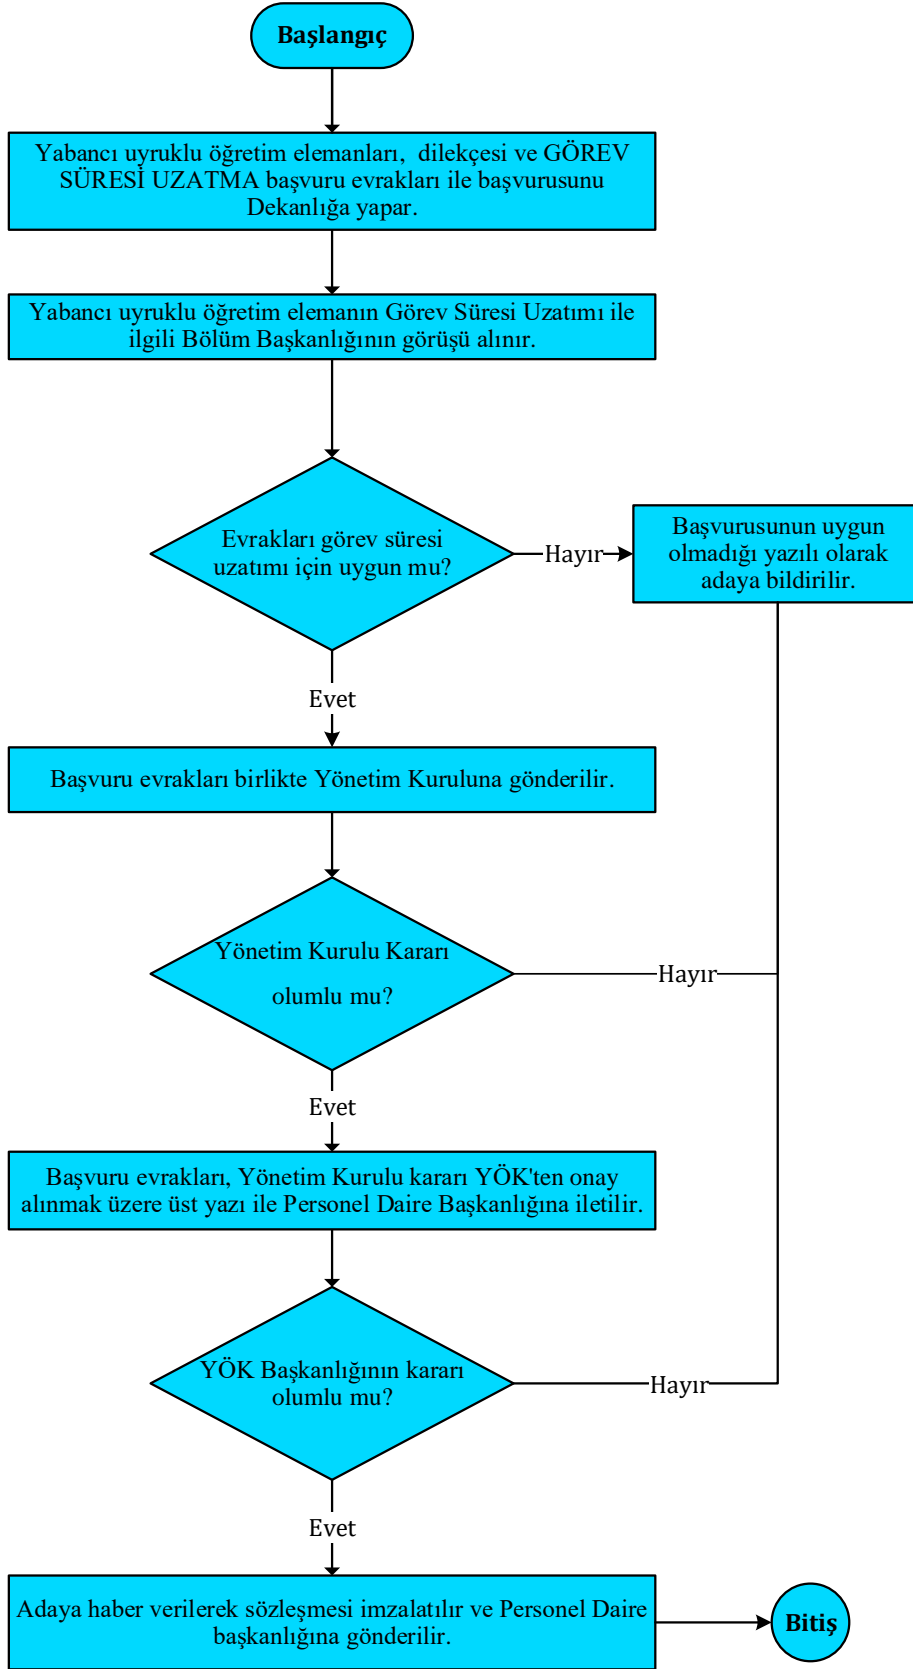 Başlangıç
Yabancı uyruklu öğretim elemanları, dilekçesi ve GÖREV
SÜRESİ UZATMA başvuru evrakları ile başvurusunu
Dekanlığa yapar.
Yabancı uyruklu öğretim elemanın Görev Süresi Uzatımı ile
ilgili Bölüm Başkanlığının görüşü alınır.
Evrakları görev süresi
uzatımı için uygun mu?
Hayır
Başvurusunun uygun
olmadığı yazılı olarak
adaya bildirilir.
Evet
Başvuru evrakları birlikte Yönetim Kuruluna gönderilir.
Yönetim Kurulu Kararı
olumlu mu?
Hayır
Evet
Başvuru evrakları, Yönetim Kurulu kararı YÖK'ten onay
alınmak üzere üst yazı ile Personel Daire Başkanlığına iletilir.
YÖK Başkanlığının kararı
olumlu mu?
Hayır
Evet
Adaya haber verilerek sözleşmesi imzalatılır ve Personel Daire
başkanlığına gönderilir.
Bitiş